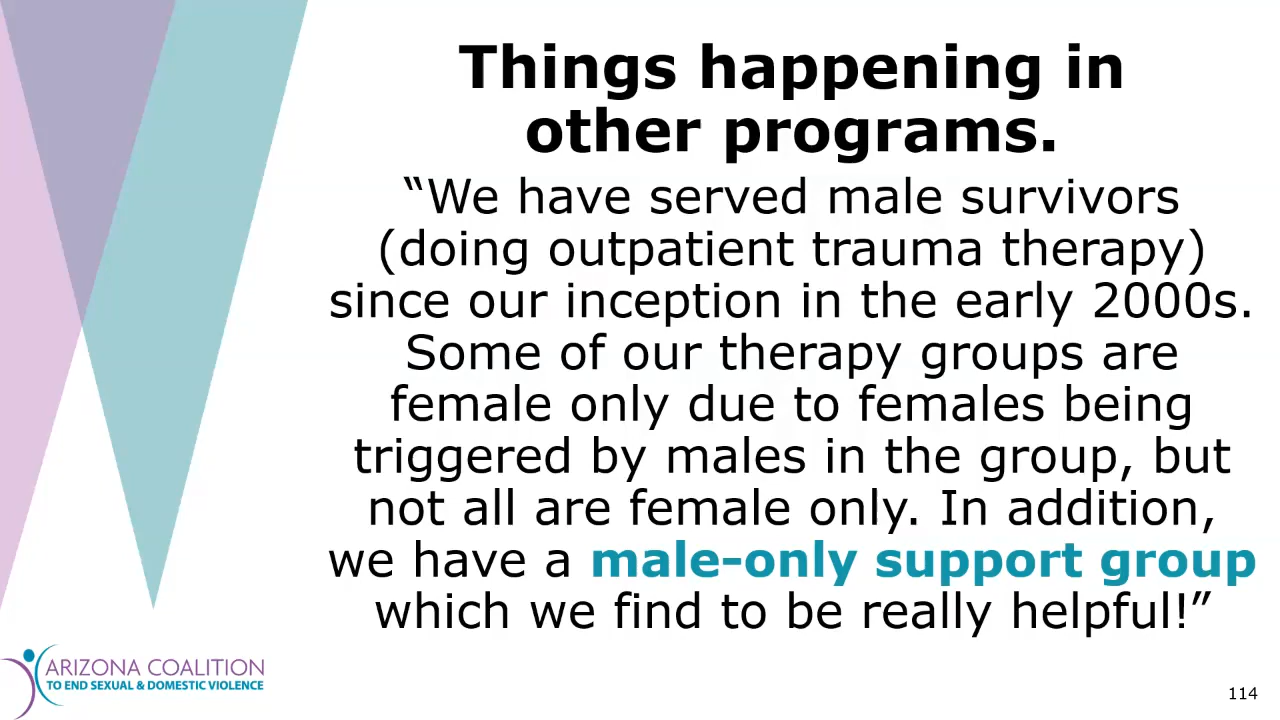 Things happening in
other programs.
“We have served male survivors
(doing outpatient trauma therapy)
since our inception in the early 2000s.
Some of our therapy groups are
female only due to females being
triggered by males in the group, but
not all are female only. In addition,
we have a male-only support group
which we find to be really helpful!”
ARIZONA COALITION
TO END SEXUAL & DOMESTIC VIOLENCE
114